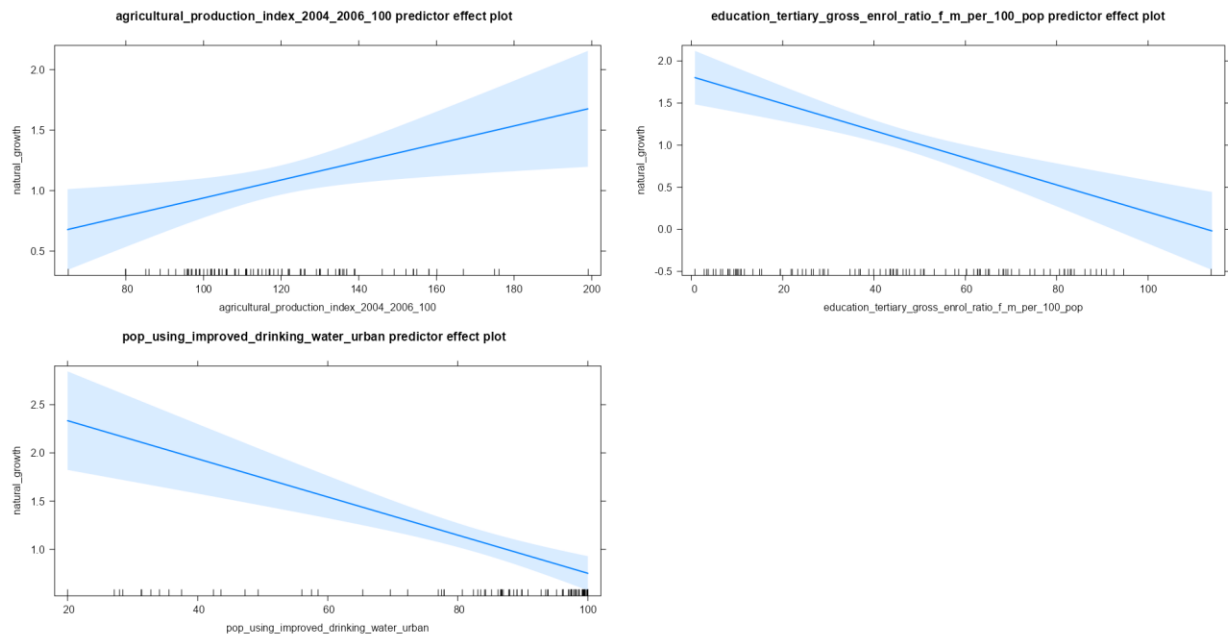 agricultural_production_index_2004_2006_100 predictor effect plot
natural_growth
2.0
1.5
1.0
0.5
80 100 120 140 160 180 200
agricultural_production_index_2004_2006_100
education_tertiary_gross_enrol_ratio_f_m_per_100_pop predictor effect plot
natural_growth
2.0
1.5
1.0
0.5
0.0
-0.5
0 20 40 60 80 100
education_tertiary_gross_enrol_ratio_f_m_per_100_pop
pop_using_improved_drinking_water_urban predictor effect plot
natural_growth
2.5
2.0
1.5
1.0
20 40 60 80 100
pop_using_improved_drinking_water_urban